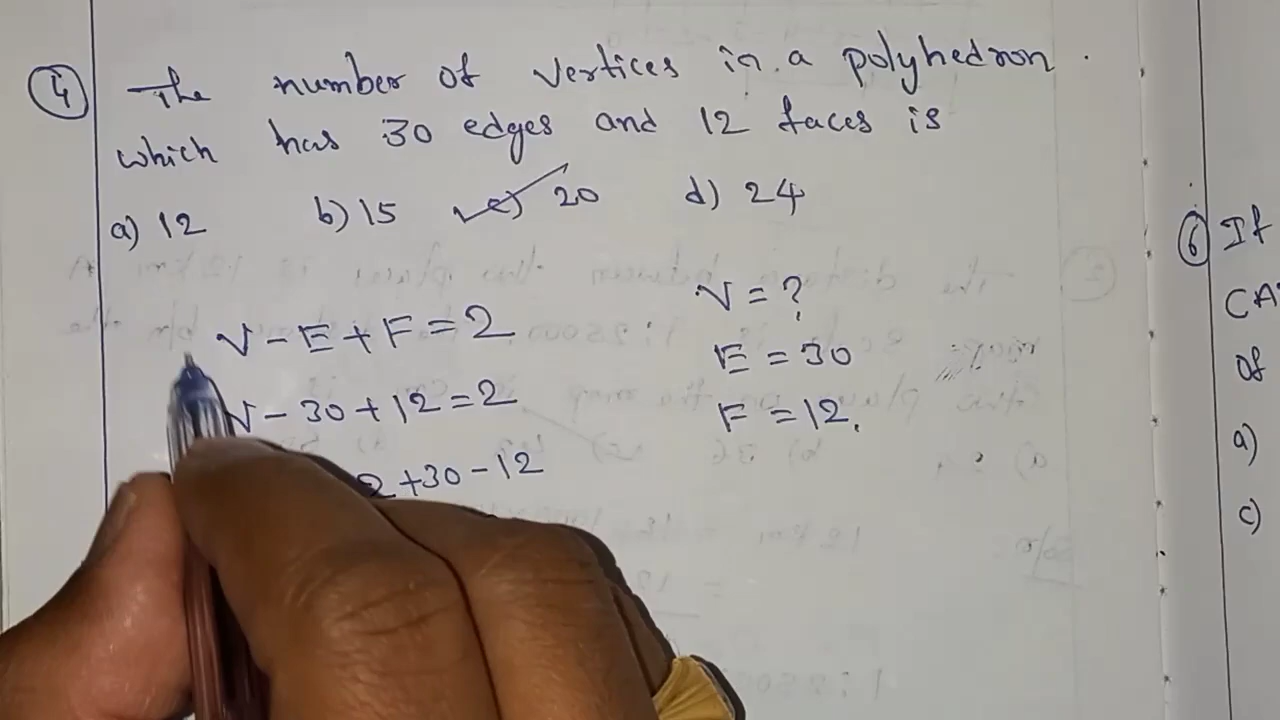 4 The number of vertices in a polyhedron.
which has 30 edges and 12 faces is
a) 12 b) 15 c) 20 d) 24
V - E + F = 2
V - 30 + 12 = 2
2 + 30 - 12
V = ?
E = 30
F = 12.
6 If
CA
of
a)
c)